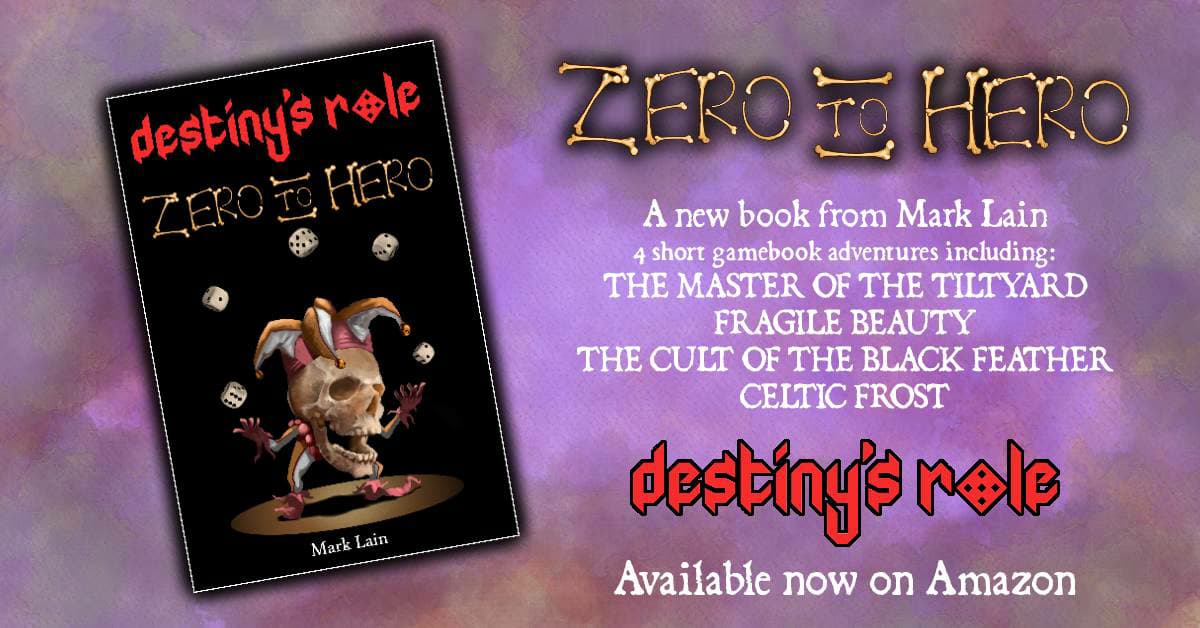 destiny's role
ZERO TO HERO
Mark Lain
ZERO TO HERO
A new book from Mark Lain
4 short gamebook adventures including:
THE MASTER OF THE TILTYARD
FRAGILE BEAUTY
THE CULT OF THE BLACK FEATHER
CELTIC FROST
destiny's role
Available now on Amazon